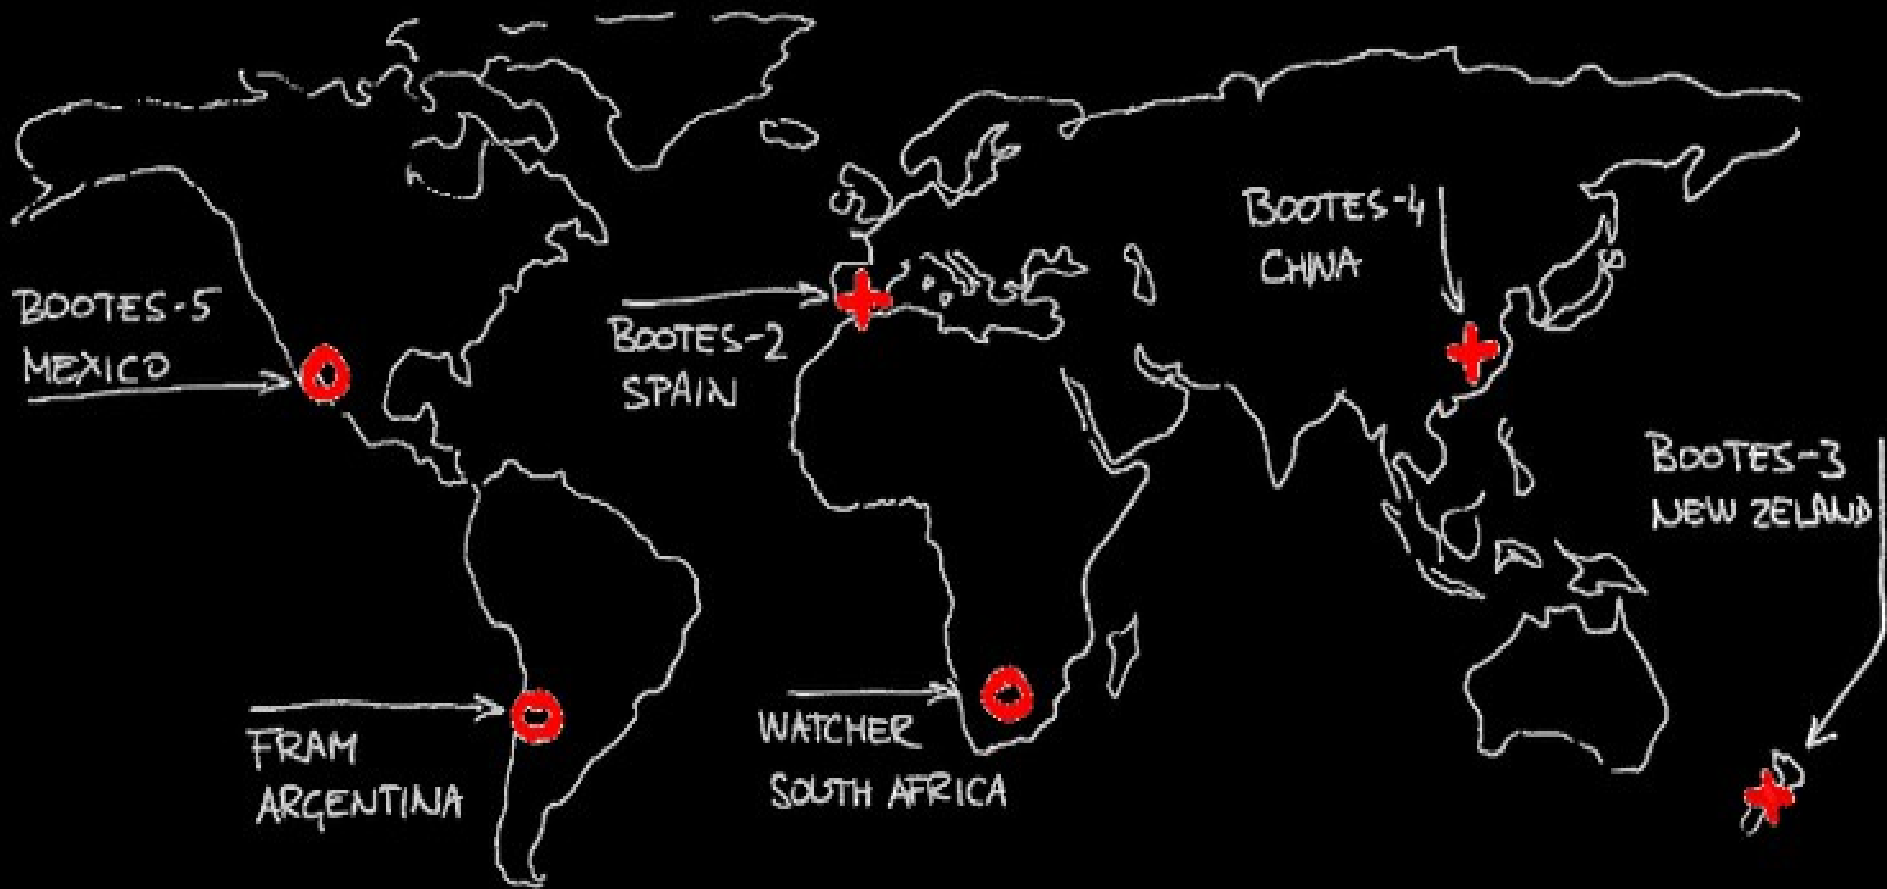 BOOTES-5
MEXICO
BOOTES-2
SPAIN
BOOTES-4
CHINA
BOOTES-3
NEW ZELAND
FRAM
ARGENTINA
WATCHER
SOUTH AFRICA